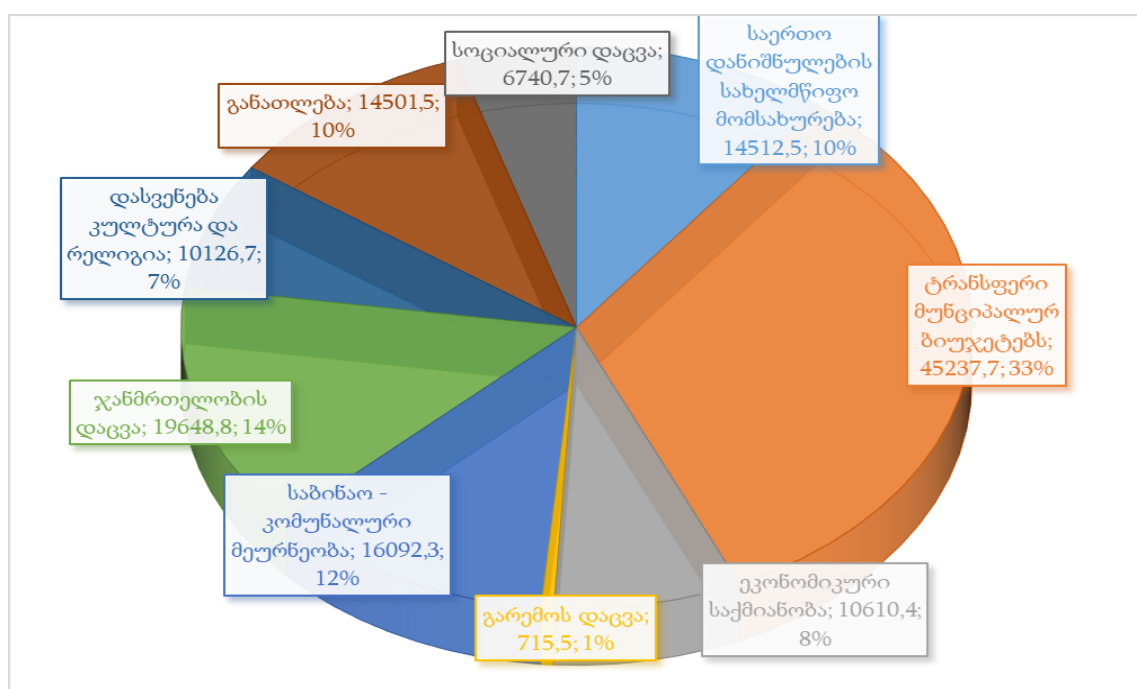 სოციალური დაცვა;
6740,7; 5%
საერთო
დანიშნულების
სახელმწიფო
მომსახურება;
14512,5; 10%
განათლება; 14501,5;
10%
დასვენება
კულტურა და
რელიგია; 10126,7;
7%
ტრანსფერი
მუნციპალურ
ბიუჯეტებს;
45237,7; 33%
ჯანმრთელობის
დაცვა; 19648,8; 14%
საბინაო -
კომუნალური
მეურნეობა; 16092,3;
12%
გარემოს დაცვა;
715,5; 1%
ეკონომიკური
საქმიანობა; 10610,4;
8%